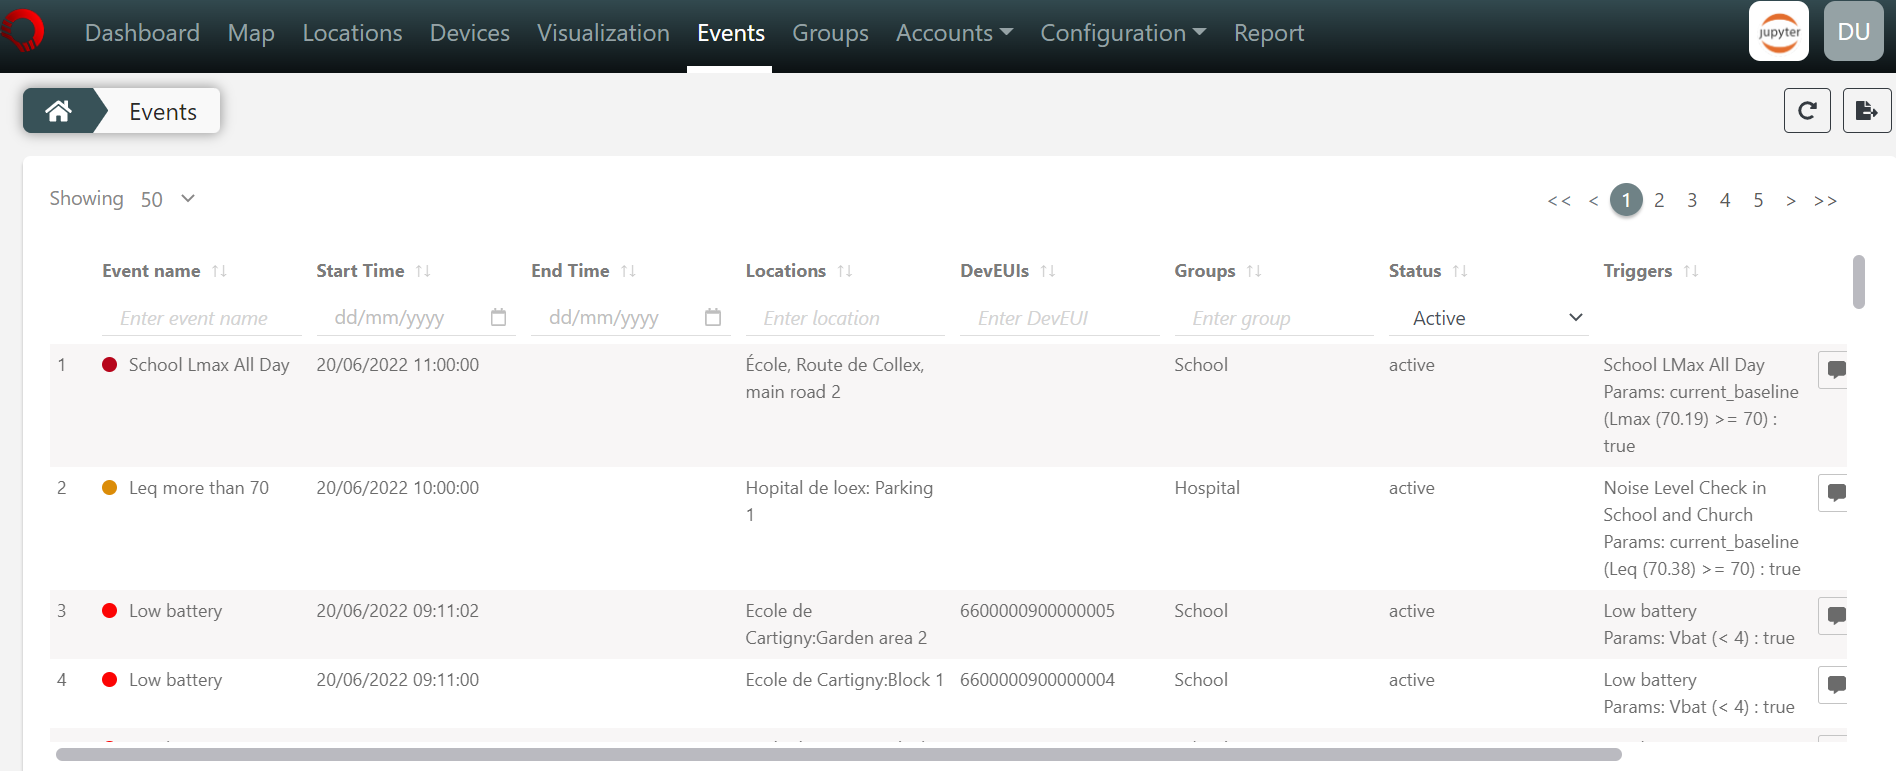 Dashboard Map Locations Devices Visualization Events Groups Accounts Configuration Report jupyter DU
Events
Showing 50 << < 1 2 3 4 5 > >>
Event name Start Time End Time Locations DevEUIs Groups Status Triggers
Enter event name dd/mm/yyyy dd/mm/yyyy Enter location Enter DevEUI Enter group Active
1 School Lmax All Day 20/06/2022 11:00:00 École, Route de Collex, School active School LMax All Day
main road 2 Params: current_baseline
(Lmax (70.19) >= 70) :
true
2 Leq more than 70 20/06/2022 10:00:00 Hopital de loex: Parking Hospital active Noise Level Check in
1 School and Church
Params: current_baseline
(Leq (70.38) >= 70) : true
3 Low battery 20/06/2022 09:11:02 Ecole de 6600000900000005 School active Low battery
Cartigny:Garden area 2 Params: Vbat (< 4) : true
4 Low battery 20/06/2022 09:11:00 Ecole de Cartigny:Block 1 6600000900000004 School active Low battery
Params: Vbat (< 4) : true